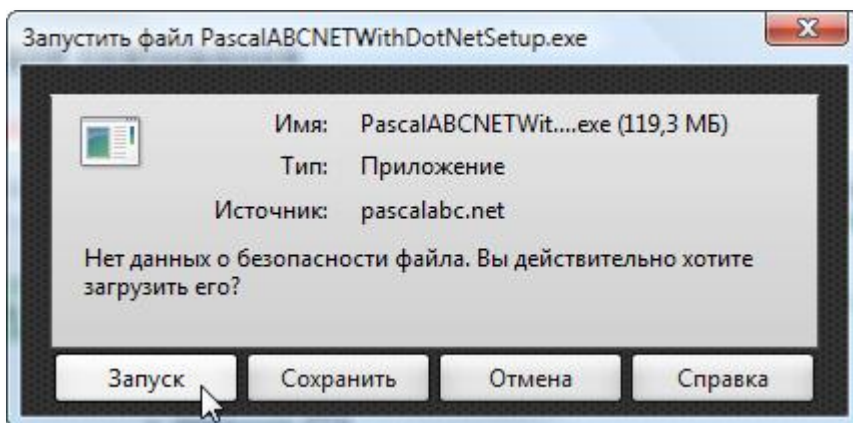 Запустить файл PascalABCNETWithDotNetSetup.exe
Имя: PascalABCNETWit....exe (119,3 МБ)
Тип: Приложение
Источник: pascalabc.net
Нет данных о безопасности файла. Вы действительно хотите
загрузить его?
Запуск Сохранить Отмена Справка